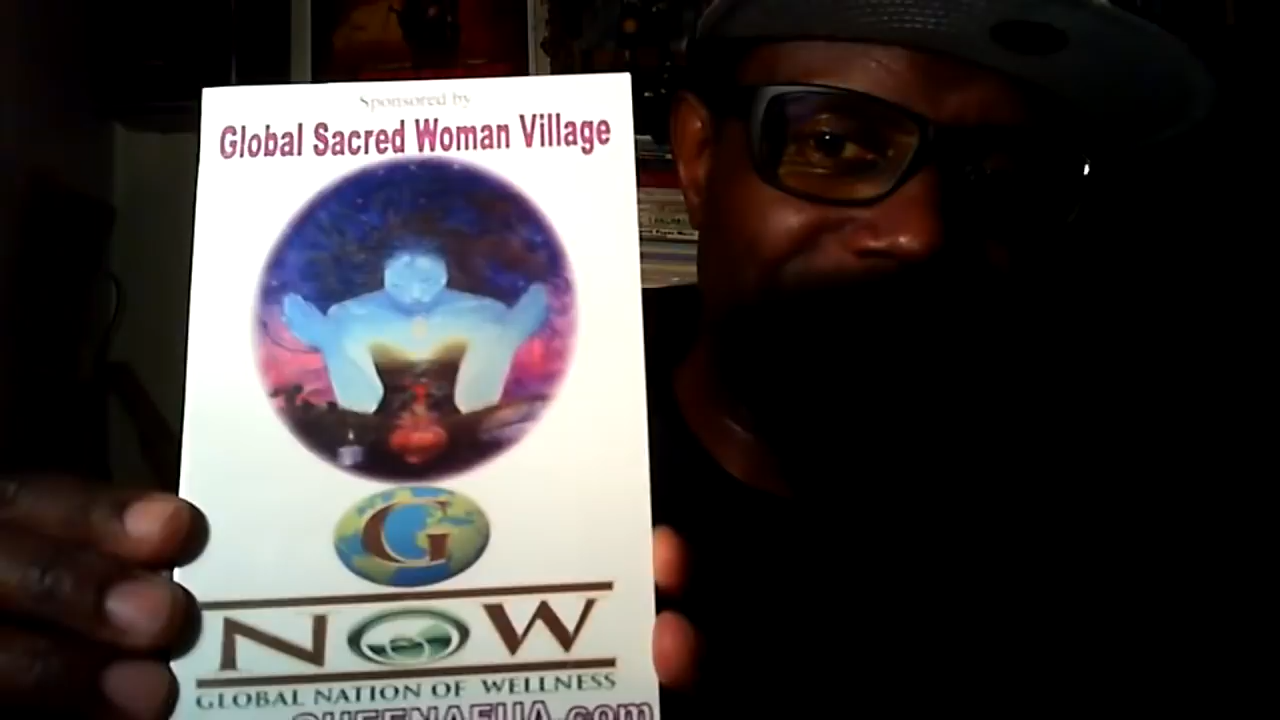 Sponsored by
Global Sacred Woman Village
G
NOW
GLOBAL NATION OF WELLNESS
QUEENAFUA.com